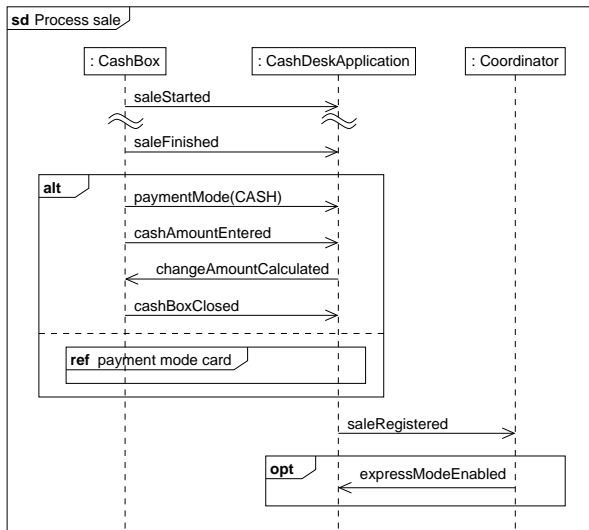 sd Process sale
: CashBox
: CashDeskApplication
: Coordinator
saleStarted
saleFinished
alt
paymentMode(CASH)
cashAmountEntered
changeAmountCalculated
cashBoxClosed
ref payment mode card
saleRegistered
opt
expressModeEnabled